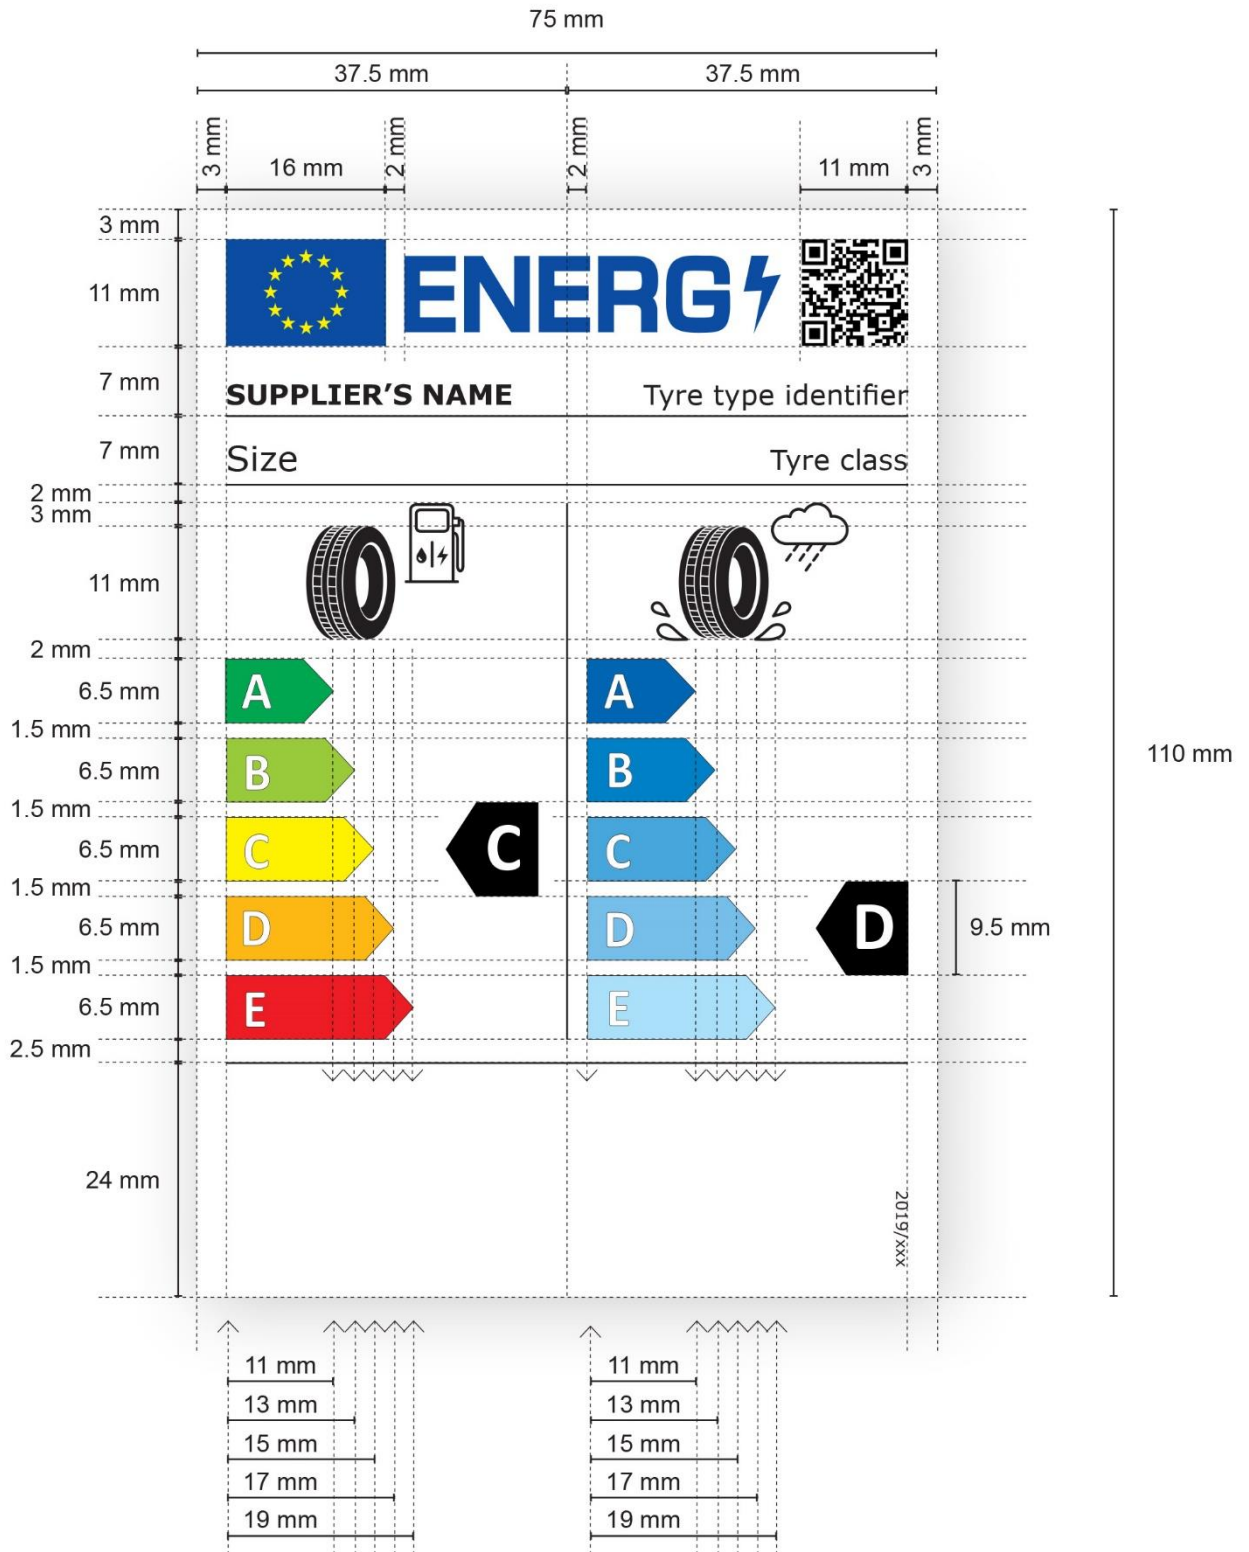 75 mm
37.5 mm 37.5 mm
3 mm 16 mm 2 mm 2 mm 11 mm 3 mm
3 mm
11 mm ENERG
7 mm SUPPLIER’S NAME Tyre type identifier
7 mm Size Tyre class
2 mm
3 mm
11 mm
2 mm
6.5 mm A A
1.5 mm
6.5 mm B B 110 mm
1.5 mm
6.5 mm C C C
1.5 mm
6.5 mm D D D 9.5 mm
1.5 mm
6.5 mm E E
2.5 mm
24 mm
2019/xxx
11 mm 11 mm
13 mm 13 mm
15 mm 15 mm
17 mm 17 mm
19 mm 19 mm